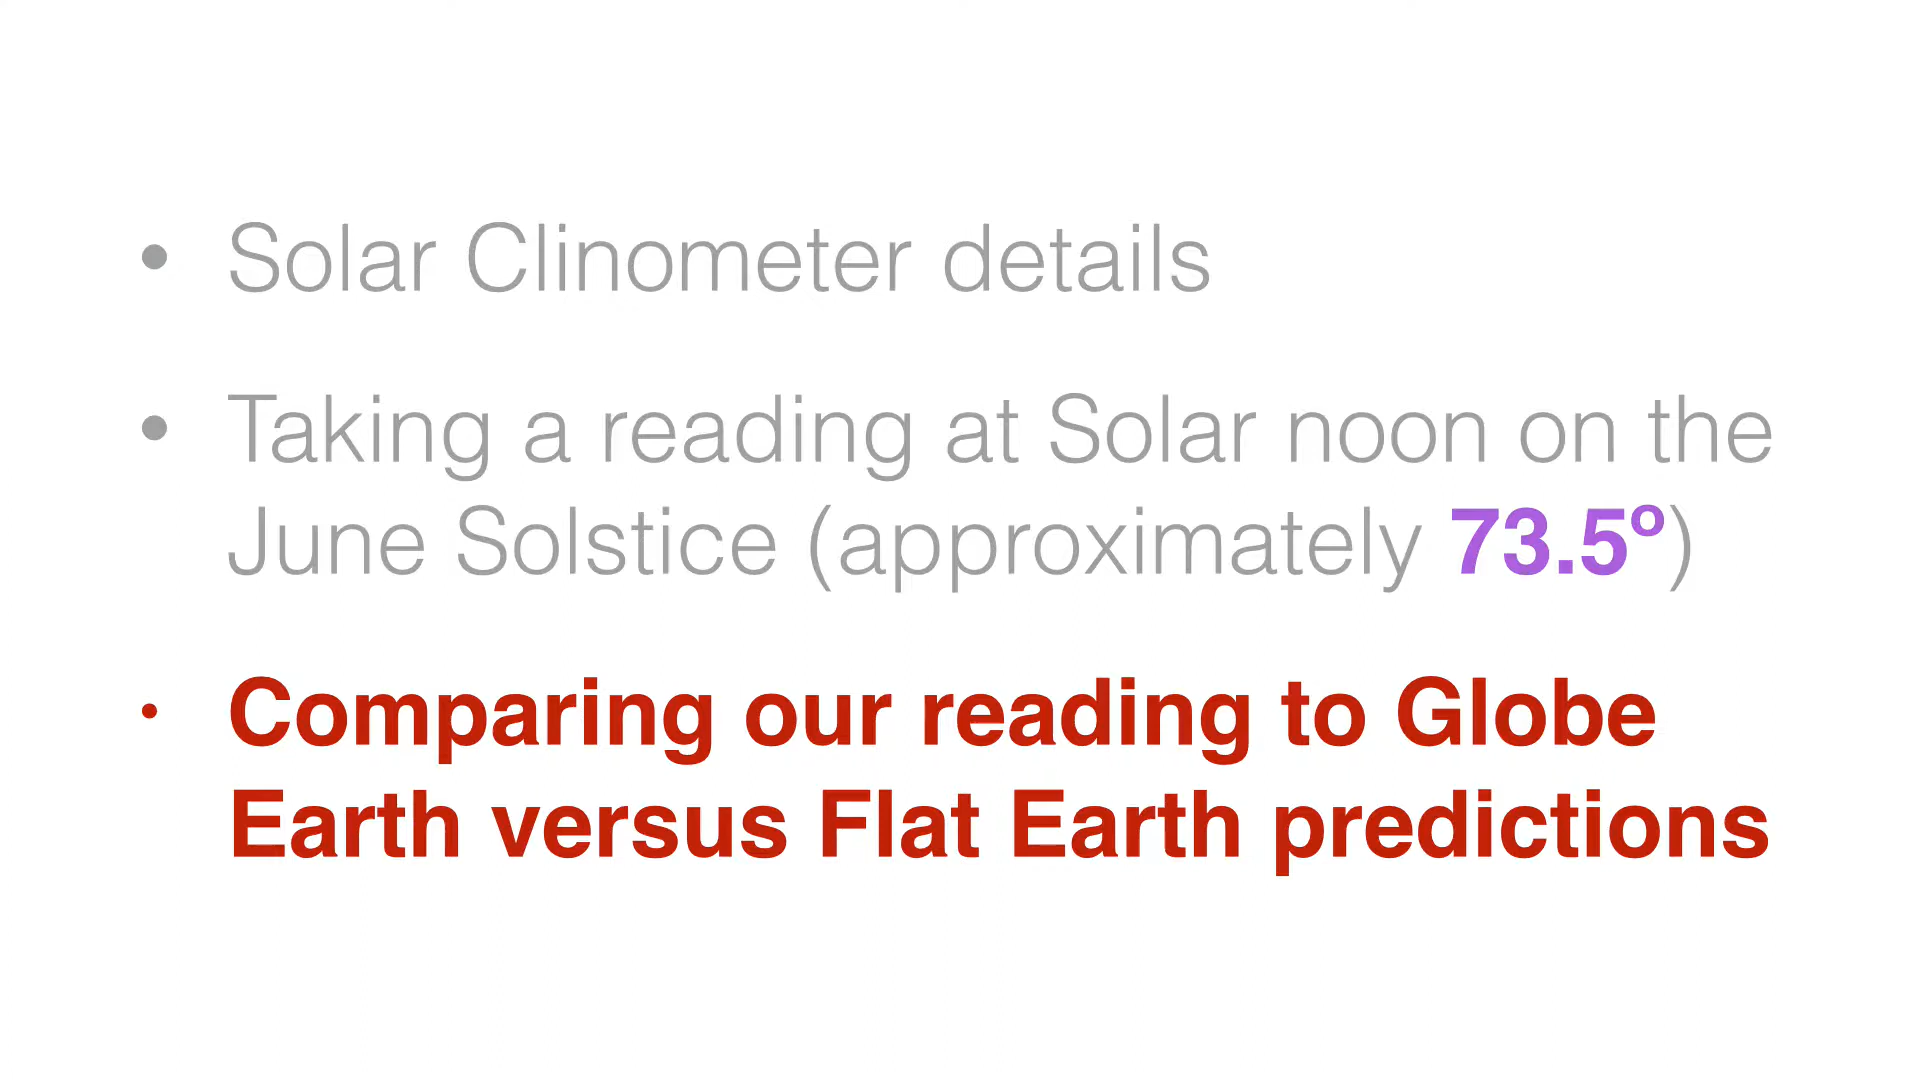 • Solar Clinometer details
• Taking a reading at Solar noon on the
June Solstice (approximately 73.5º)
• Comparing our reading to Globe
Earth versus Flat Earth predictions